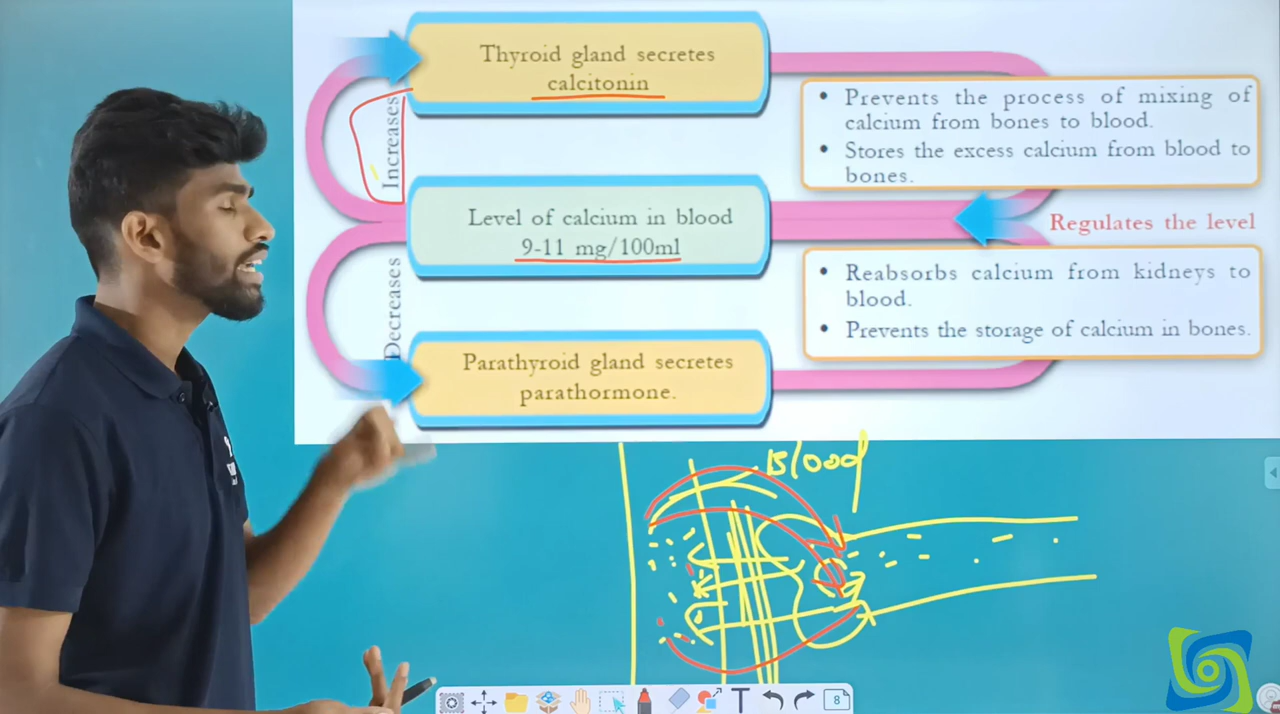 Thyroid gland secretes
calcitonin
Increases
• Prevents the process of mixing of
calcium from bones to blood.
• Stores the excess calcium from blood to
bones.
Level of calcium in blood
9-11 mg/100ml
Regulates the level
Decreases
• Reabsorbs calcium from kidneys to
blood.
• Prevents the storage of calcium in bones.
Parathyroid gland secretes
parathormone.
Blood
T
8